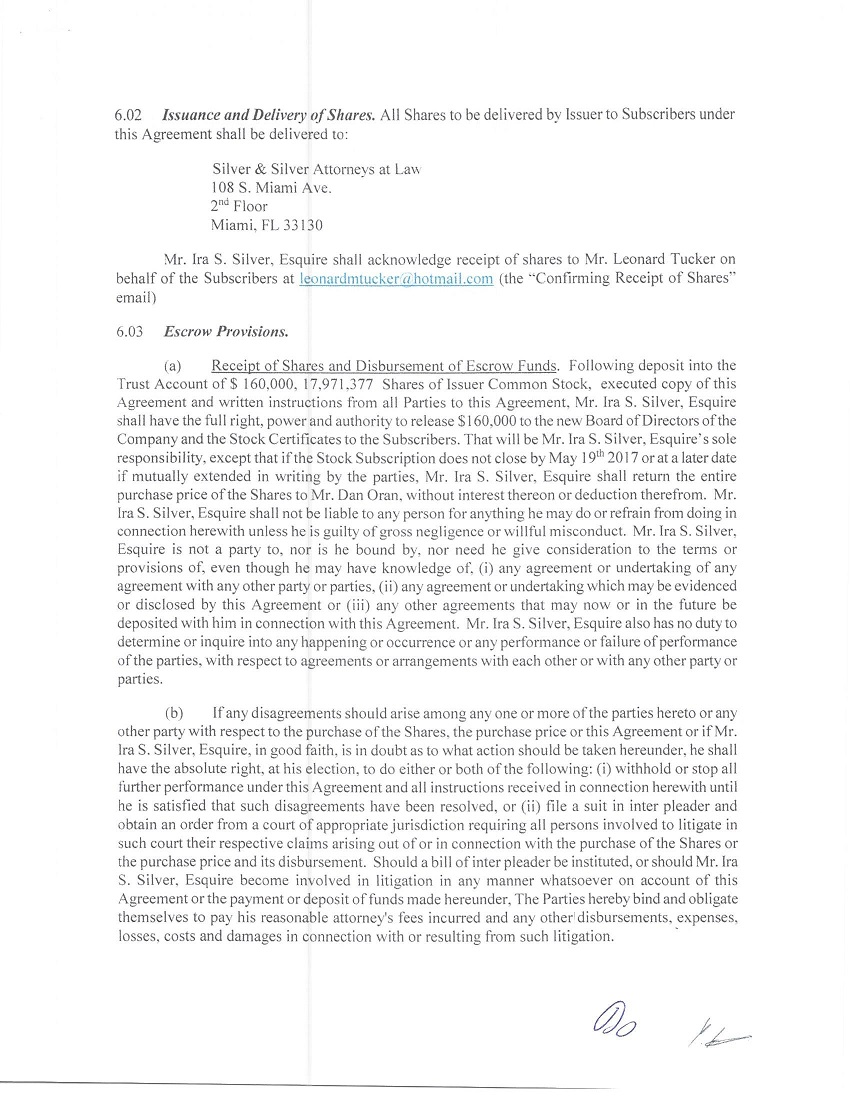 6.02 Issuance and Delivery of Shares. All Shares to be delivered by Issuer to Subscribers under
this Agreement shall be delivered to:
Silver & Silver Attorneys at Law
108 S. Miami Ave.
2nd Floor
Miami, FL 33130
Mr. Ira S. Silver, Esquire shall acknowledge receipt of shares to Mr. Leonard Tucker on
behalf of the Subscribers at leonardmtucker@hotmail.com (the “Confirming Receipt of Shares”
email)
6.03 Escrow Provisions.
(a) Receipt of Shares and Disbursement of Escrow Funds. Following deposit into the
Trust Account of $ 160,000, 17,971,377 Shares of Issuer Common Stock, executed copy of this
Agreement and written instructions from all Parties to this Agreement, Mr. Ira S. Silver, Esquire
shall have the full right, power and authority to release $160,000 to the new Board of Directors of the
Company and the Stock Certificates to the Subscribers. That will be Mr. Ira S. Silver, Esquire’s sole
responsibility, except that if the Stock Subscription does not close by May 19th 2017 or at a later date
if mutually extended in writing by the parties, Mr. Ira S. Silver, Esquire shall return the entire
purchase price of the Shares to Mr. Dan Oran, without interest thereon or deduction therefrom. Mr.
Ira S. Silver, Esquire shall not be liable to any person for anything he may do or refrain from doing in
connection herewith unless he is guilty of gross negligence or willful misconduct. Mr. Ira S. Silver,
Esquire is not a party to, nor is he bound by, nor need he give consideration to the terms or
provisions of, even though he may have knowledge of, (i) any agreement or undertaking of any
agreement with any other party or parties, (ii) any agreement or undertaking which may be evidenced
or disclosed by this Agreement or (iii) any other agreements that may now or in the future be
deposited with him in connection with this Agreement. Mr. Ira S. Silver, Esquire also has no duty to
determine or inquire into any happening or occurrence or any performance or failure of performance
of the parties, with respect to agreements or arrangements with each other or with any other party or
parties.
(b) If any disagreements should arise among any one or more of the parties hereto or any
other party with respect to the purchase of the Shares, the purchase price or this Agreement or if Mr.
Ira S. Silver, Esquire, in good faith, is in doubt as to what action should be taken hereunder, he shall
have the absolute right, at his election, to do either or both of the following: (i) withhold or stop all
further performance under this Agreement and all instructions received in connection herewith until
he is satisfied that such disagreements have been resolved, or (ii) file a suit in inter pleader and
obtain an order from a court of appropriate jurisdiction requiring all persons involved to litigate in
such court their respective claims arising out of or in connection with the purchase of the Shares or
the purchase price and its disbursement. Should a bill of inter pleader be instituted, or should Mr. Ira
S. Silver, Esquire become involved in litigation in any manner whatsoever on account of this
Agreement or the payment or deposit of funds made hereunder, The Parties hereby bind and obligate
themselves to pay his reasonable attorney's fees incurred and any other disbursements, expenses,
losses, costs and damages in connection with or resulting from such litigation.